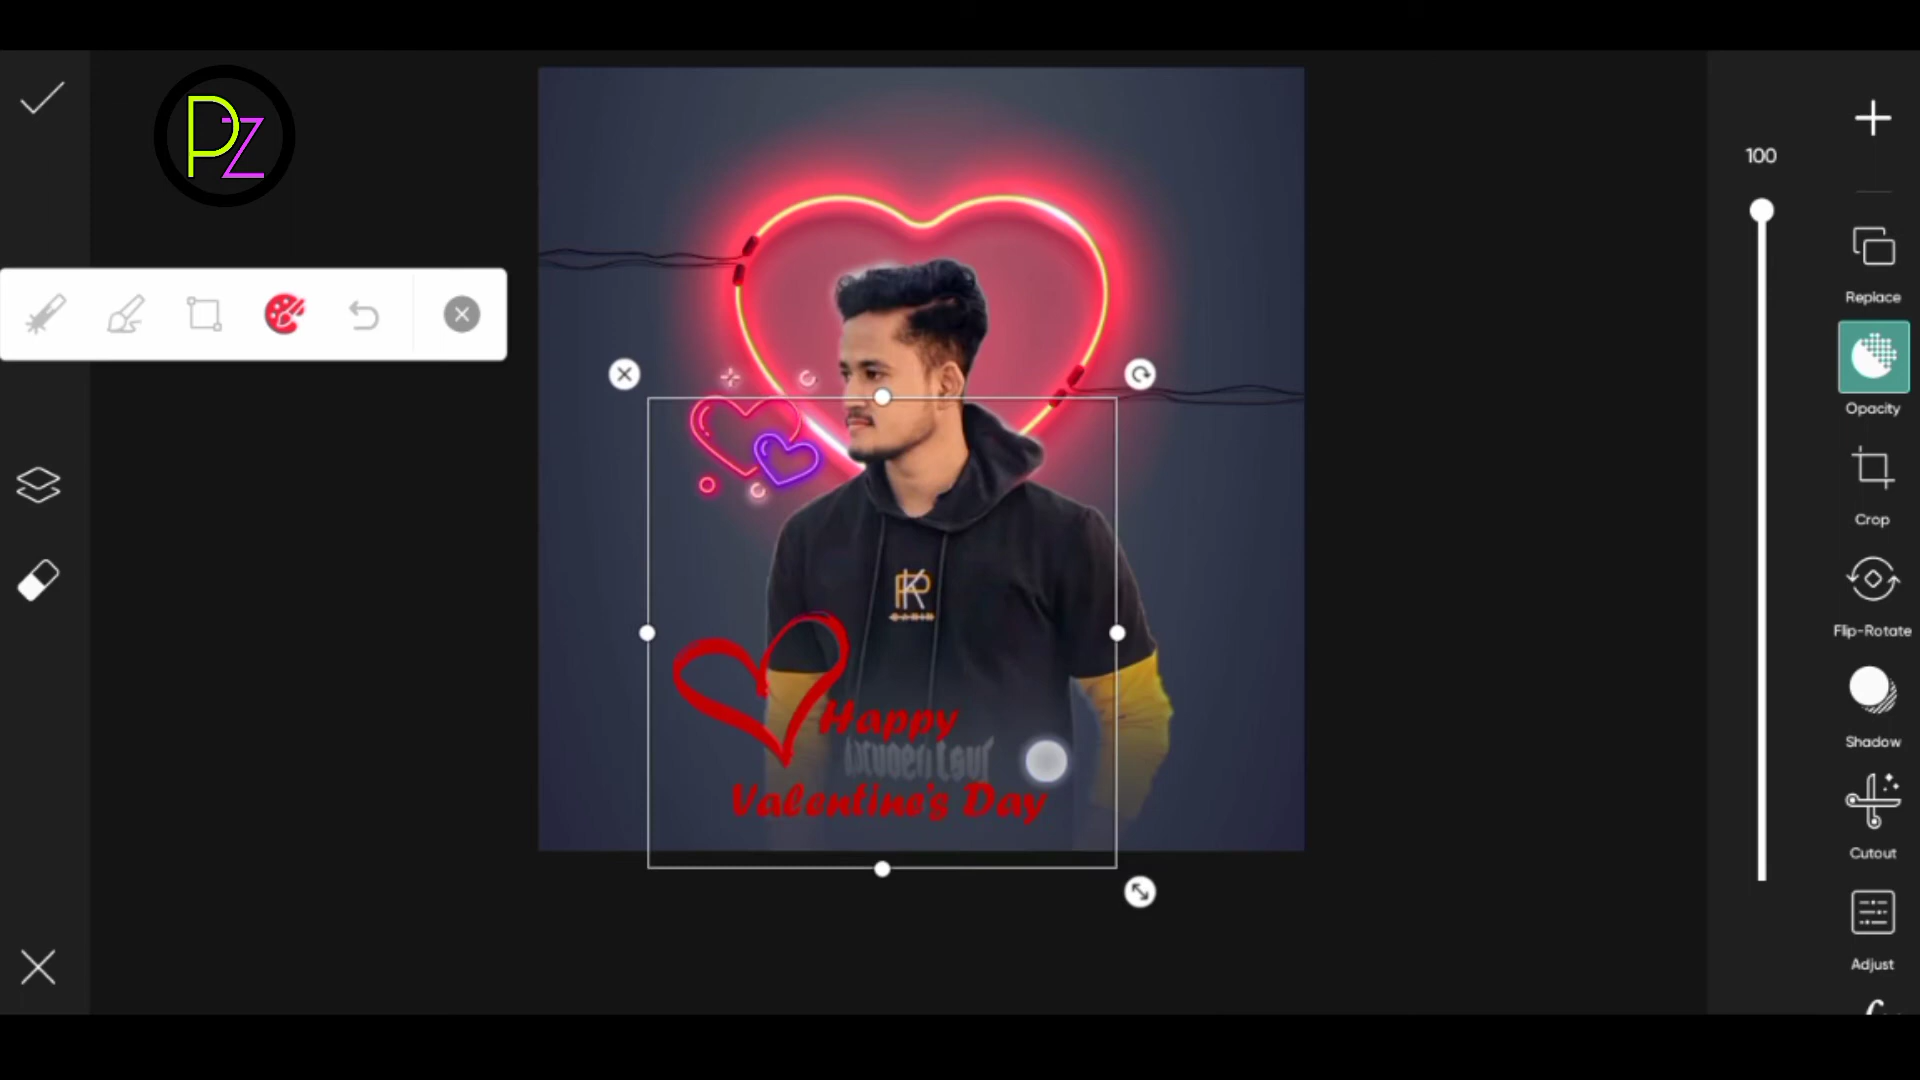 PZ
100
Replace
Opacity
Crop
Flip-Rotate
Shadow
Cutout
Adjust
Happy
Valentine's Day